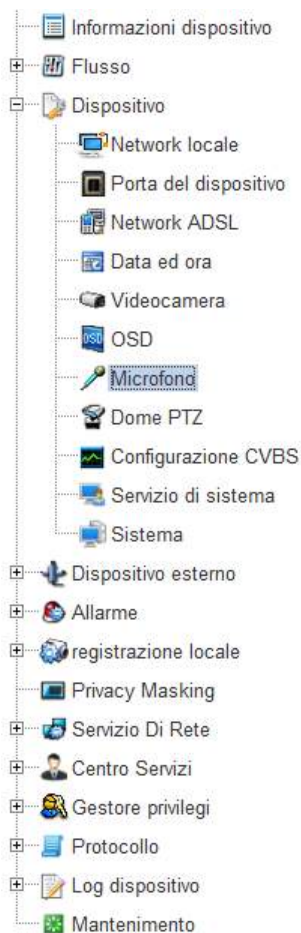 Informazioni dispositivo
Flusso
Dispositivo
Network locale
Porta del dispositivo
Network ADSL
Data ed ora
Videocamera
OSD
Microfono
Dome PTZ
Configurazione CVBS
Servizio di sistema
Sistema
Dispositivo esterno
Allarme
registrazione locale
Privacy Masking
Servizio Di Rete
Centro Servizi
Gestore privilegi
Protocollo
Log dispositivo
Mantenimento